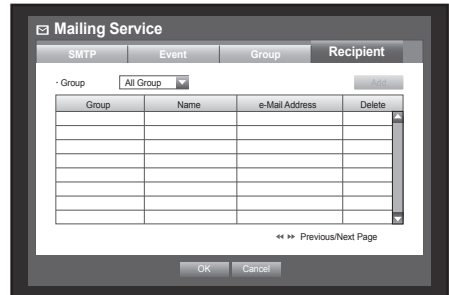 Mailing Service
SMTP Event Group Recipient
· Group All Group Add
Group Name e-Mail Address Delete
Previous/Next Page
OK Cancel